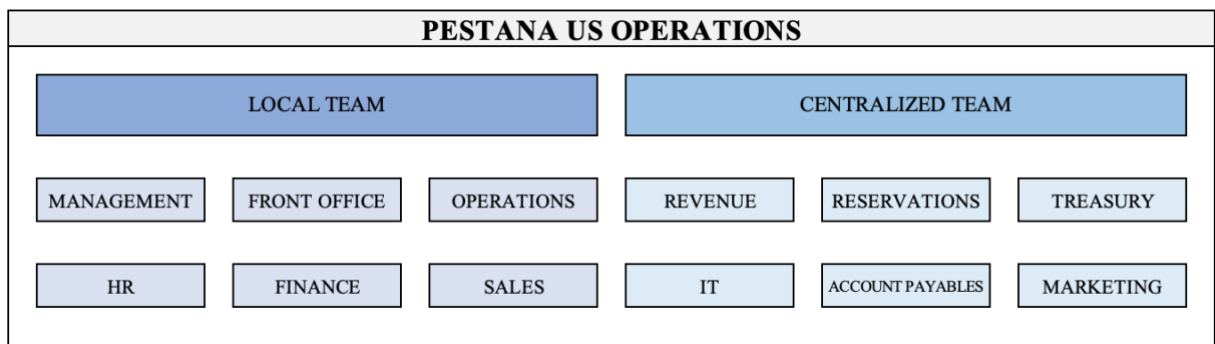 PESTANA US OPERATIONS
LOCAL TEAM
CENTRALIZED TEAM
MANAGEMENT
FRONT OFFICE
OPERATIONS
REVENUE
RESERVATIONS
TREASURY
HR
FINANCE
SALES
IT
ACCOUNT PAYABLES
MARKETING